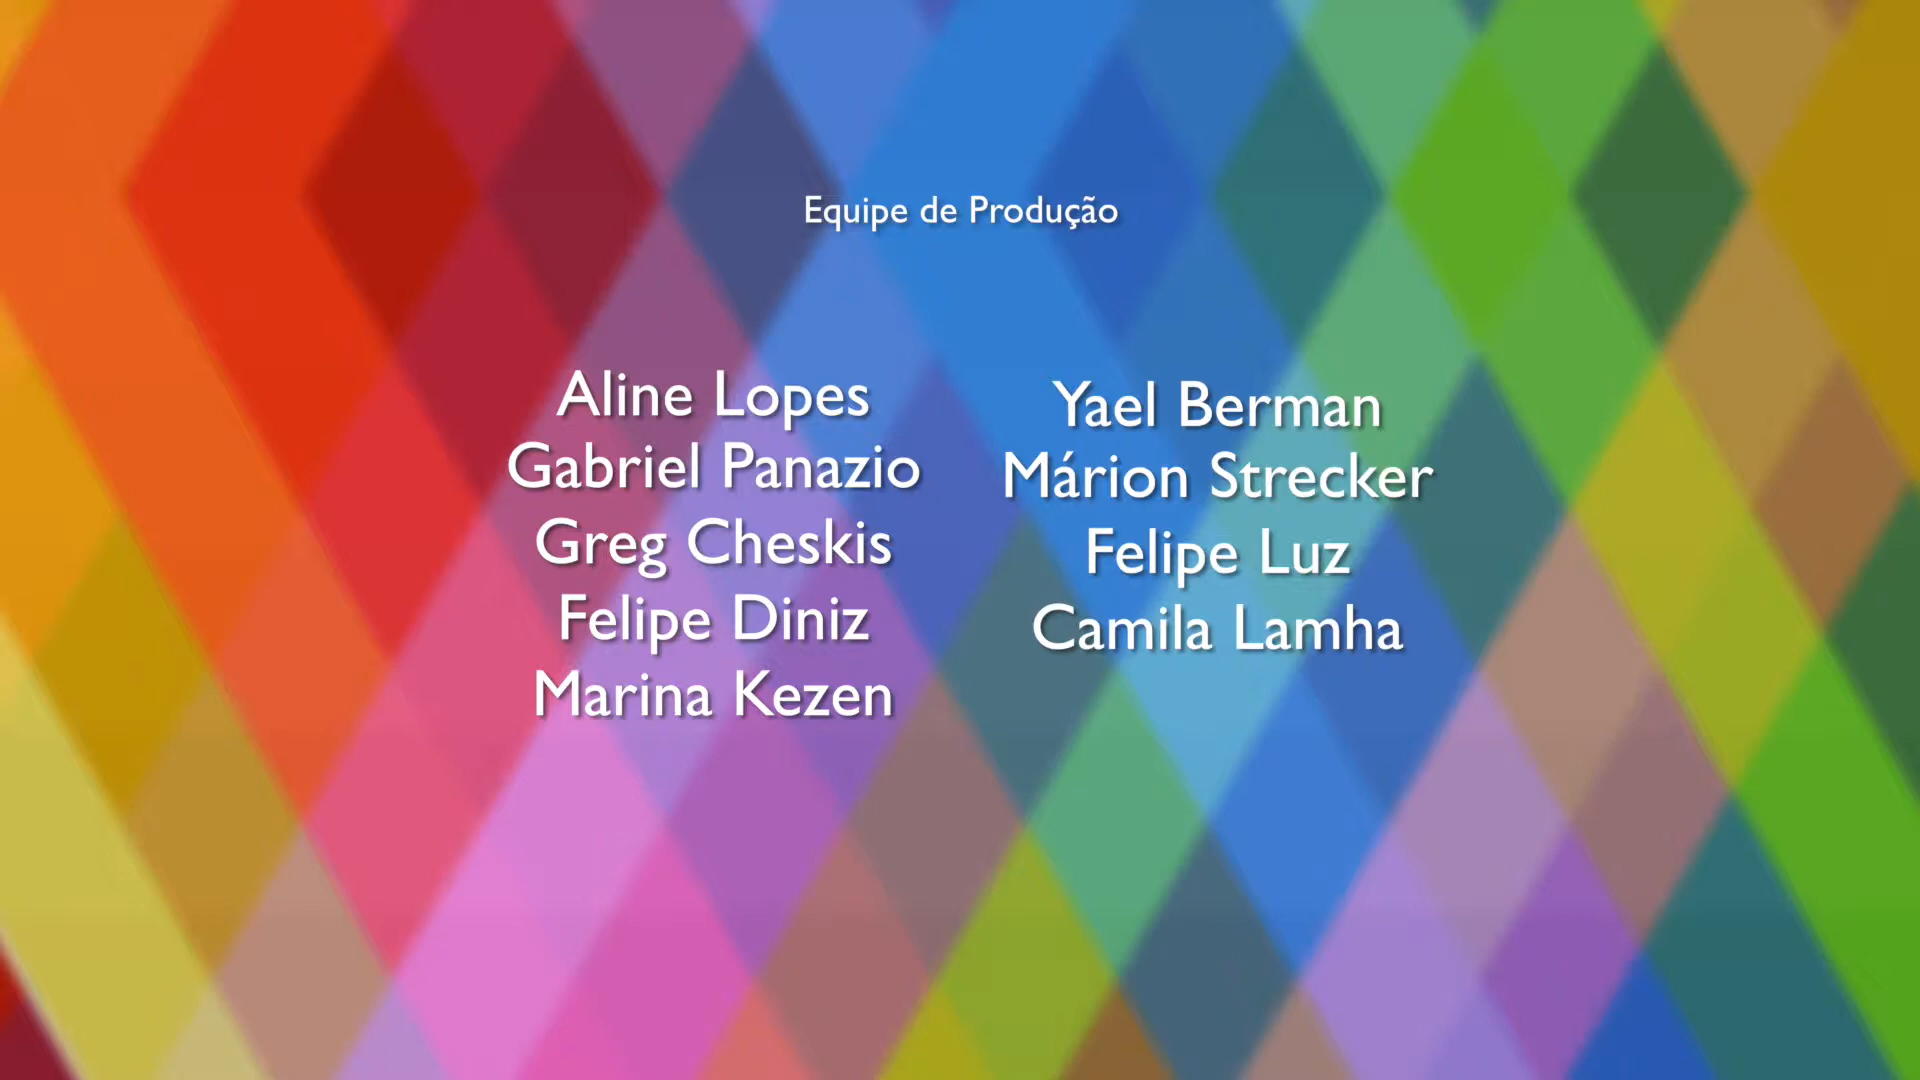 Equipe de Produção
Aline Lopes
Gabriel Panazio
Greg Cheskis
Felipe Diniz
Marina Kezen
Yael Berman
Márion Strecker
Felipe Luz
Camila Lamha